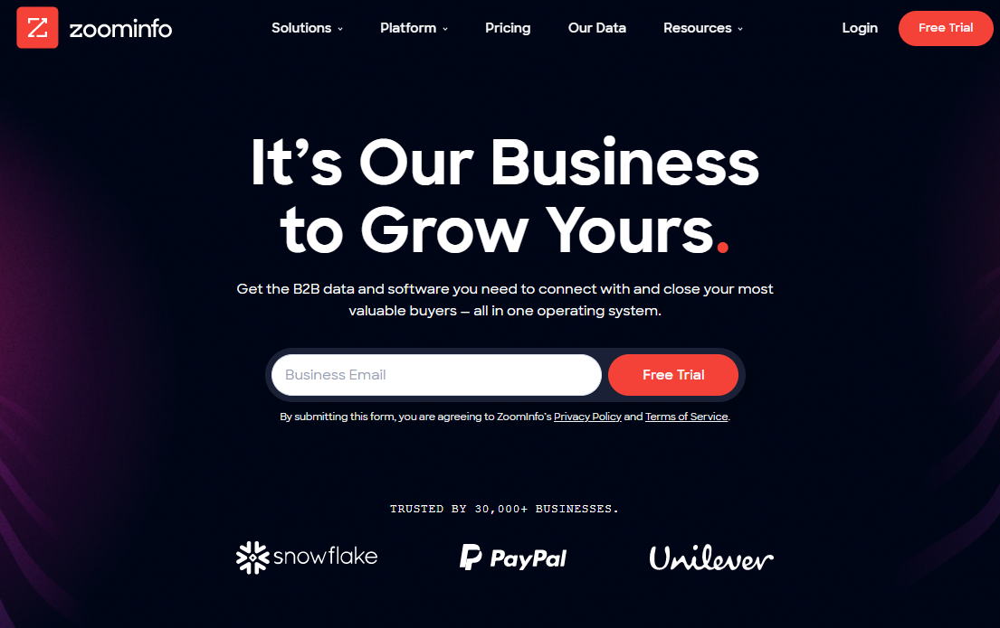 zoominfo
Solutions
Platform
Pricing
Our Data
Resources
Login
Free Trial
It’s Our Business
to Grow Yours.
Get the B2B data and software you need to connect with and close your most
valuable buyers — all in one operating system.
Business Email
Free Trial
By submitting this form, you are agreeing to ZoomInfo’s Privacy Policy and Terms of Service.
TRUSTED BY 30,000+ BUSINESSES.
snowflake
PayPal
Unilever